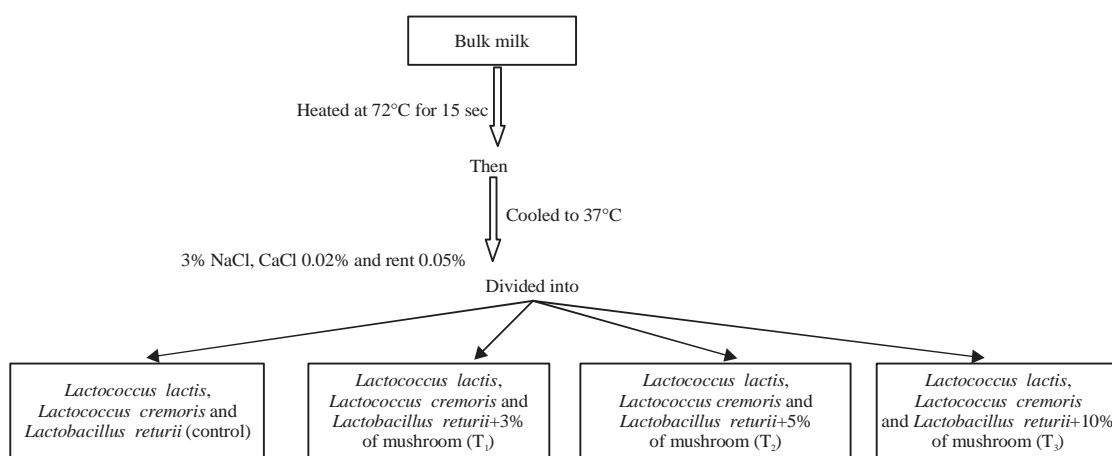 Bulk milk
Heated at 72°C for 15 sec
Then
Cooled to 37°C
3% NaCl, CaCl 0.02% and rent 0.05%
Divided into
Lactococcus lactis,
Lactococcus cremoris and
Lactobacillus returii (control)
Lactococcus lactis,
Lactococcus cremoris and
Lactobacillus returii+3%
of mushroom (T₁)
Lactococcus lactis,
Lactococcus cremoris and
Lactobacillus returii+5%
of mushroom (T₂)
Lactococcus lactis,
Lactococcus cremoris
and Lactobacillus returii+10%
of mushroom (T₃)